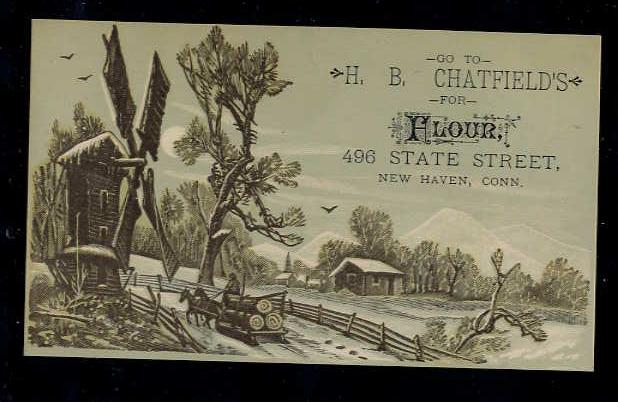 —GO TO—
H. B. CHATFIELD'S
—FOR—
FLOUR,
496 STATE STREET,
NEW HAVEN, CONN.